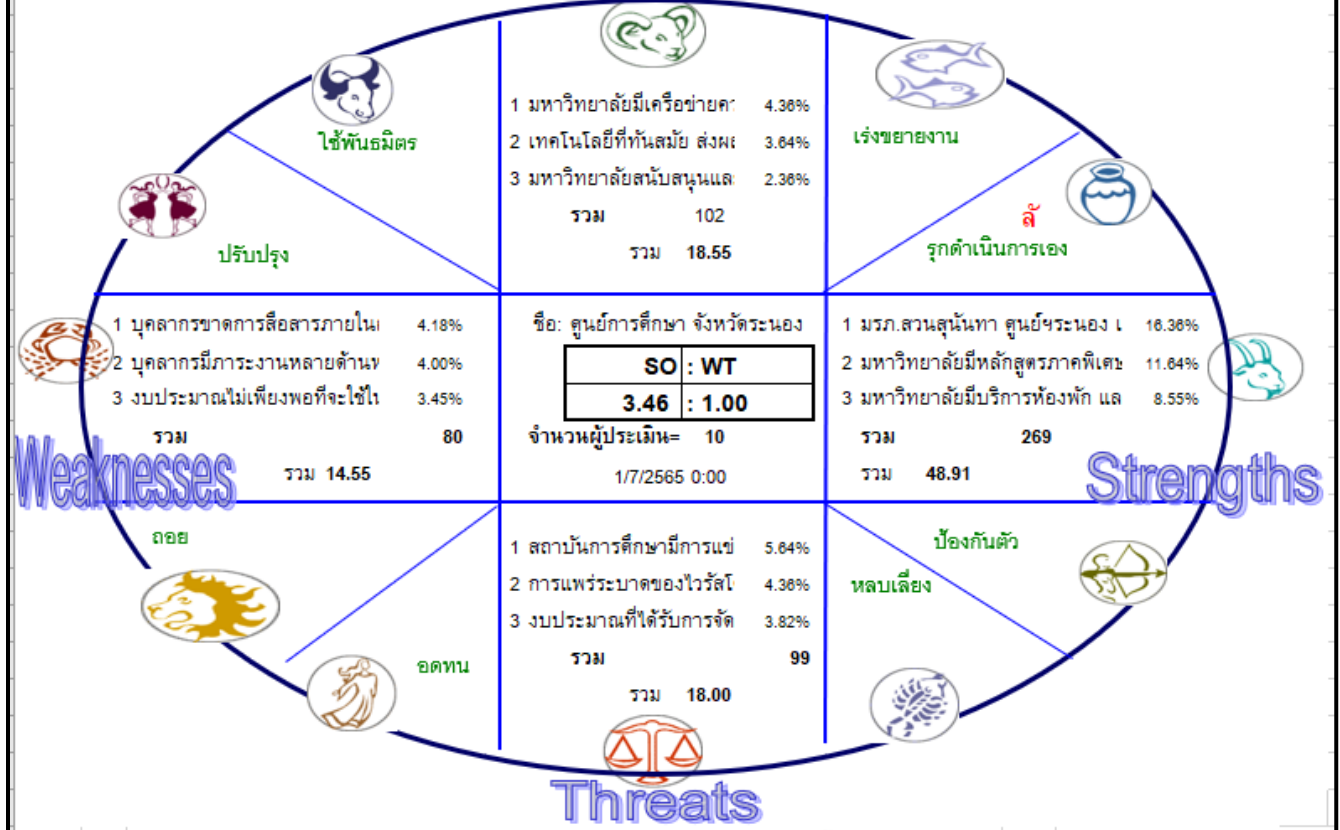 1 มหาวิทยาลัยมีเครือข่ายคว 4.36%
ใช้พันธมิตร
2 เทคโนโลยีที่ทันสมัย ส่งผล 3.64%
เร่งขยายงาน
3 มหาวิทยาลัยสนับสนุนและ 2.36%
รวม 102
ลั
ปรับปรุง
รวม 18.55
รุกดำเนินการเอง
1 บุคลากรขาดการสื่อสารภายใน 4.18%
2 บุคลากรมีภาระงานหลายด้านท 4.00%
3 งบประมาณไม่เพียงพอที่จะใช้ใน 3.45%
รวม 80
รวม 14.55
Weaknesses
ชื่อ: ศูนย์การศึกษา จังหวัดระนอง
SO : WT
3.46 : 1.00
จำนวนผู้ประเมิน= 10
1/7/2565 0:00
1 มรภ.สวนสุนันทา ศูนย์ฯระนอง เ 16.36%
2 มหาวิทยาลัยมีหลักสูตรภาคพิเศษ 11.64%
3 มหาวิทยาลัยมีบริการห้องพัก แล 8.55%
รวม 269
รวม 48.91
Strengths
ถอย
1 สถาบันการศึกษามีการแข่ 5.64%
ป้องกันตัว
2 การแพร่ระบาดของไวรัสโ 4.36%
หลบเลี่ยง
3 งบประมาณที่ได้รับการจัด 3.82%
รวม 99
อดทน
รวม 18.00
Threats